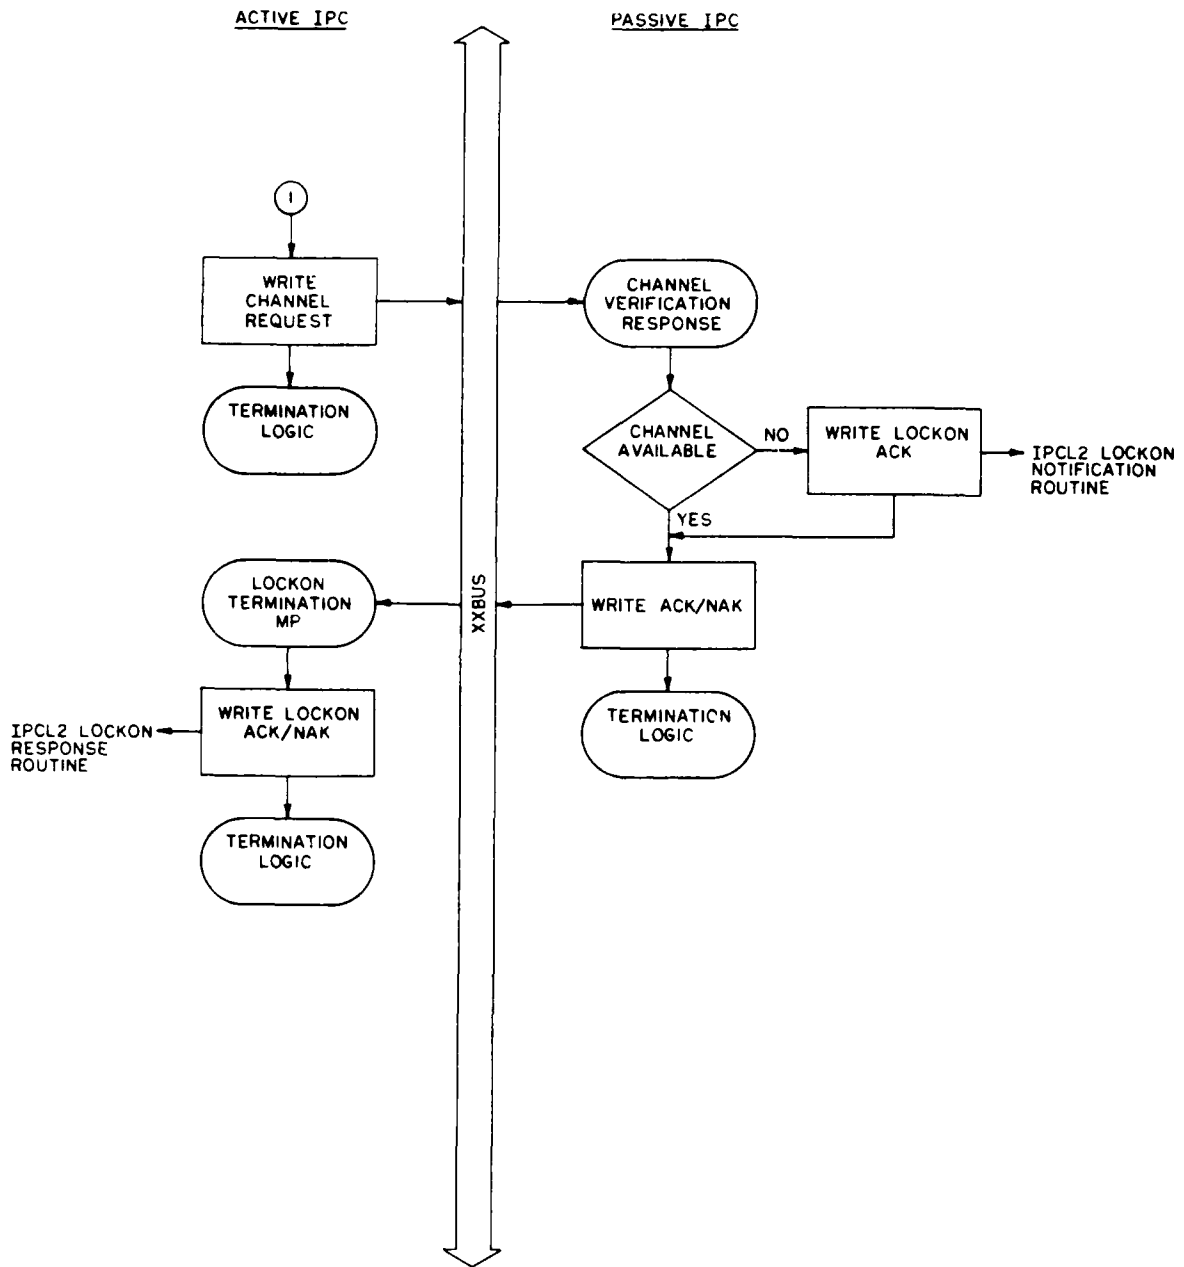 ACTIVE IPC
PASSIVE IPC
1
WRITE
CHANNEL
REQUEST
CHANNEL
VERIFICATION
RESPONSE
TERMINATION
LOGIC
CHANNEL
AVAILABLE
NO
WRITE LOCKON
ACK
IPCL2 LOCKON
NOTIFICATION
ROUTINE
YES
LOCKON
TERMINATION
MP
XXBUS
WRITE ACK/NAK
WRITE LOCKON
ACK/NAK
IPCL2 LOCKON
RESPONSE
ROUTINE
TERMINATION
LOGIC
TERMINATION
LOGIC